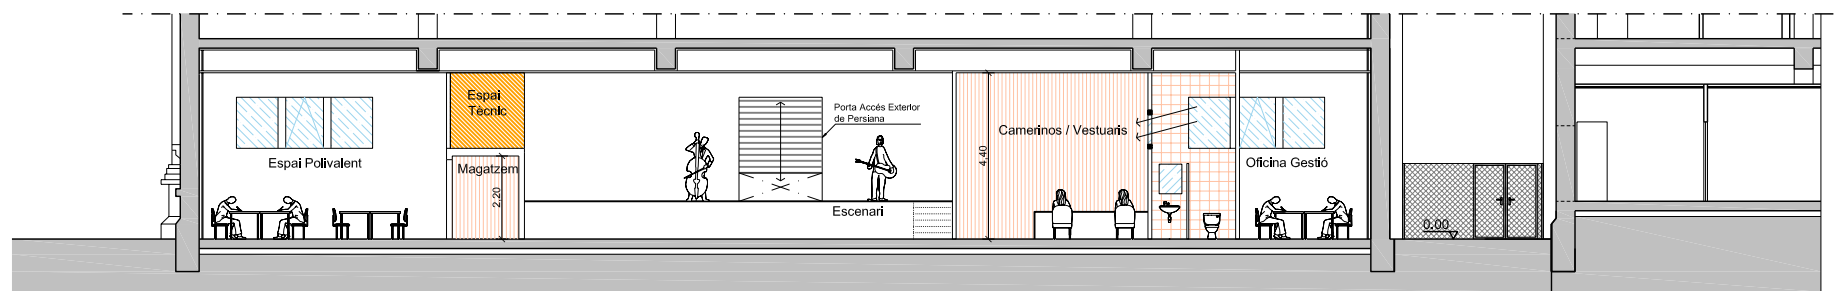 Espai
Tècnic
Porta Accés Exterior
de Persiana
Camerinos / Vestuaris
Espai Polivalent
Magatzem
4,40
Oficina Gestió
2,20
Escenari
0.00